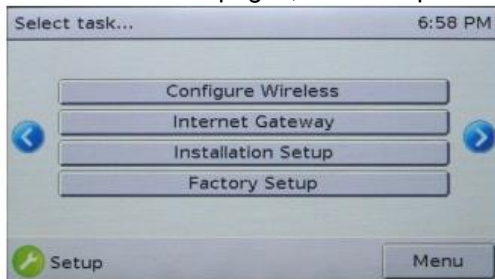 Select task... 6:58 PM
Configure Wireless
Internet Gateway
Installation Setup
Factory Setup
Setup Menu